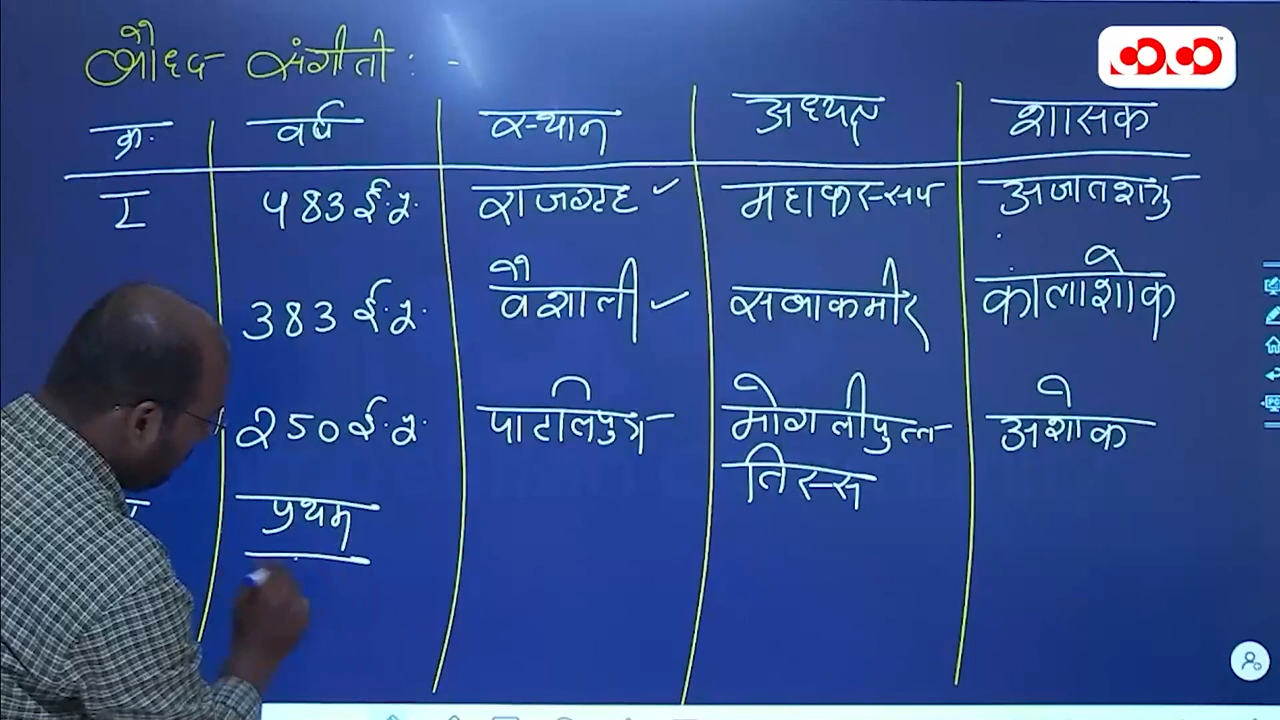 बौध्द संगीती : -
क्र. वर्ष स्थान अध्यक्ष शासक
I 483 ई.पू. राजग्रह महाकस्सप अजातशत्रु
383 ई.पू. वैशाली सबाकमीर कालाशोक
250 ई.पू. पाटलिपुत्र मोगलीपुत्त अशोक
तिस्स
प्रथम